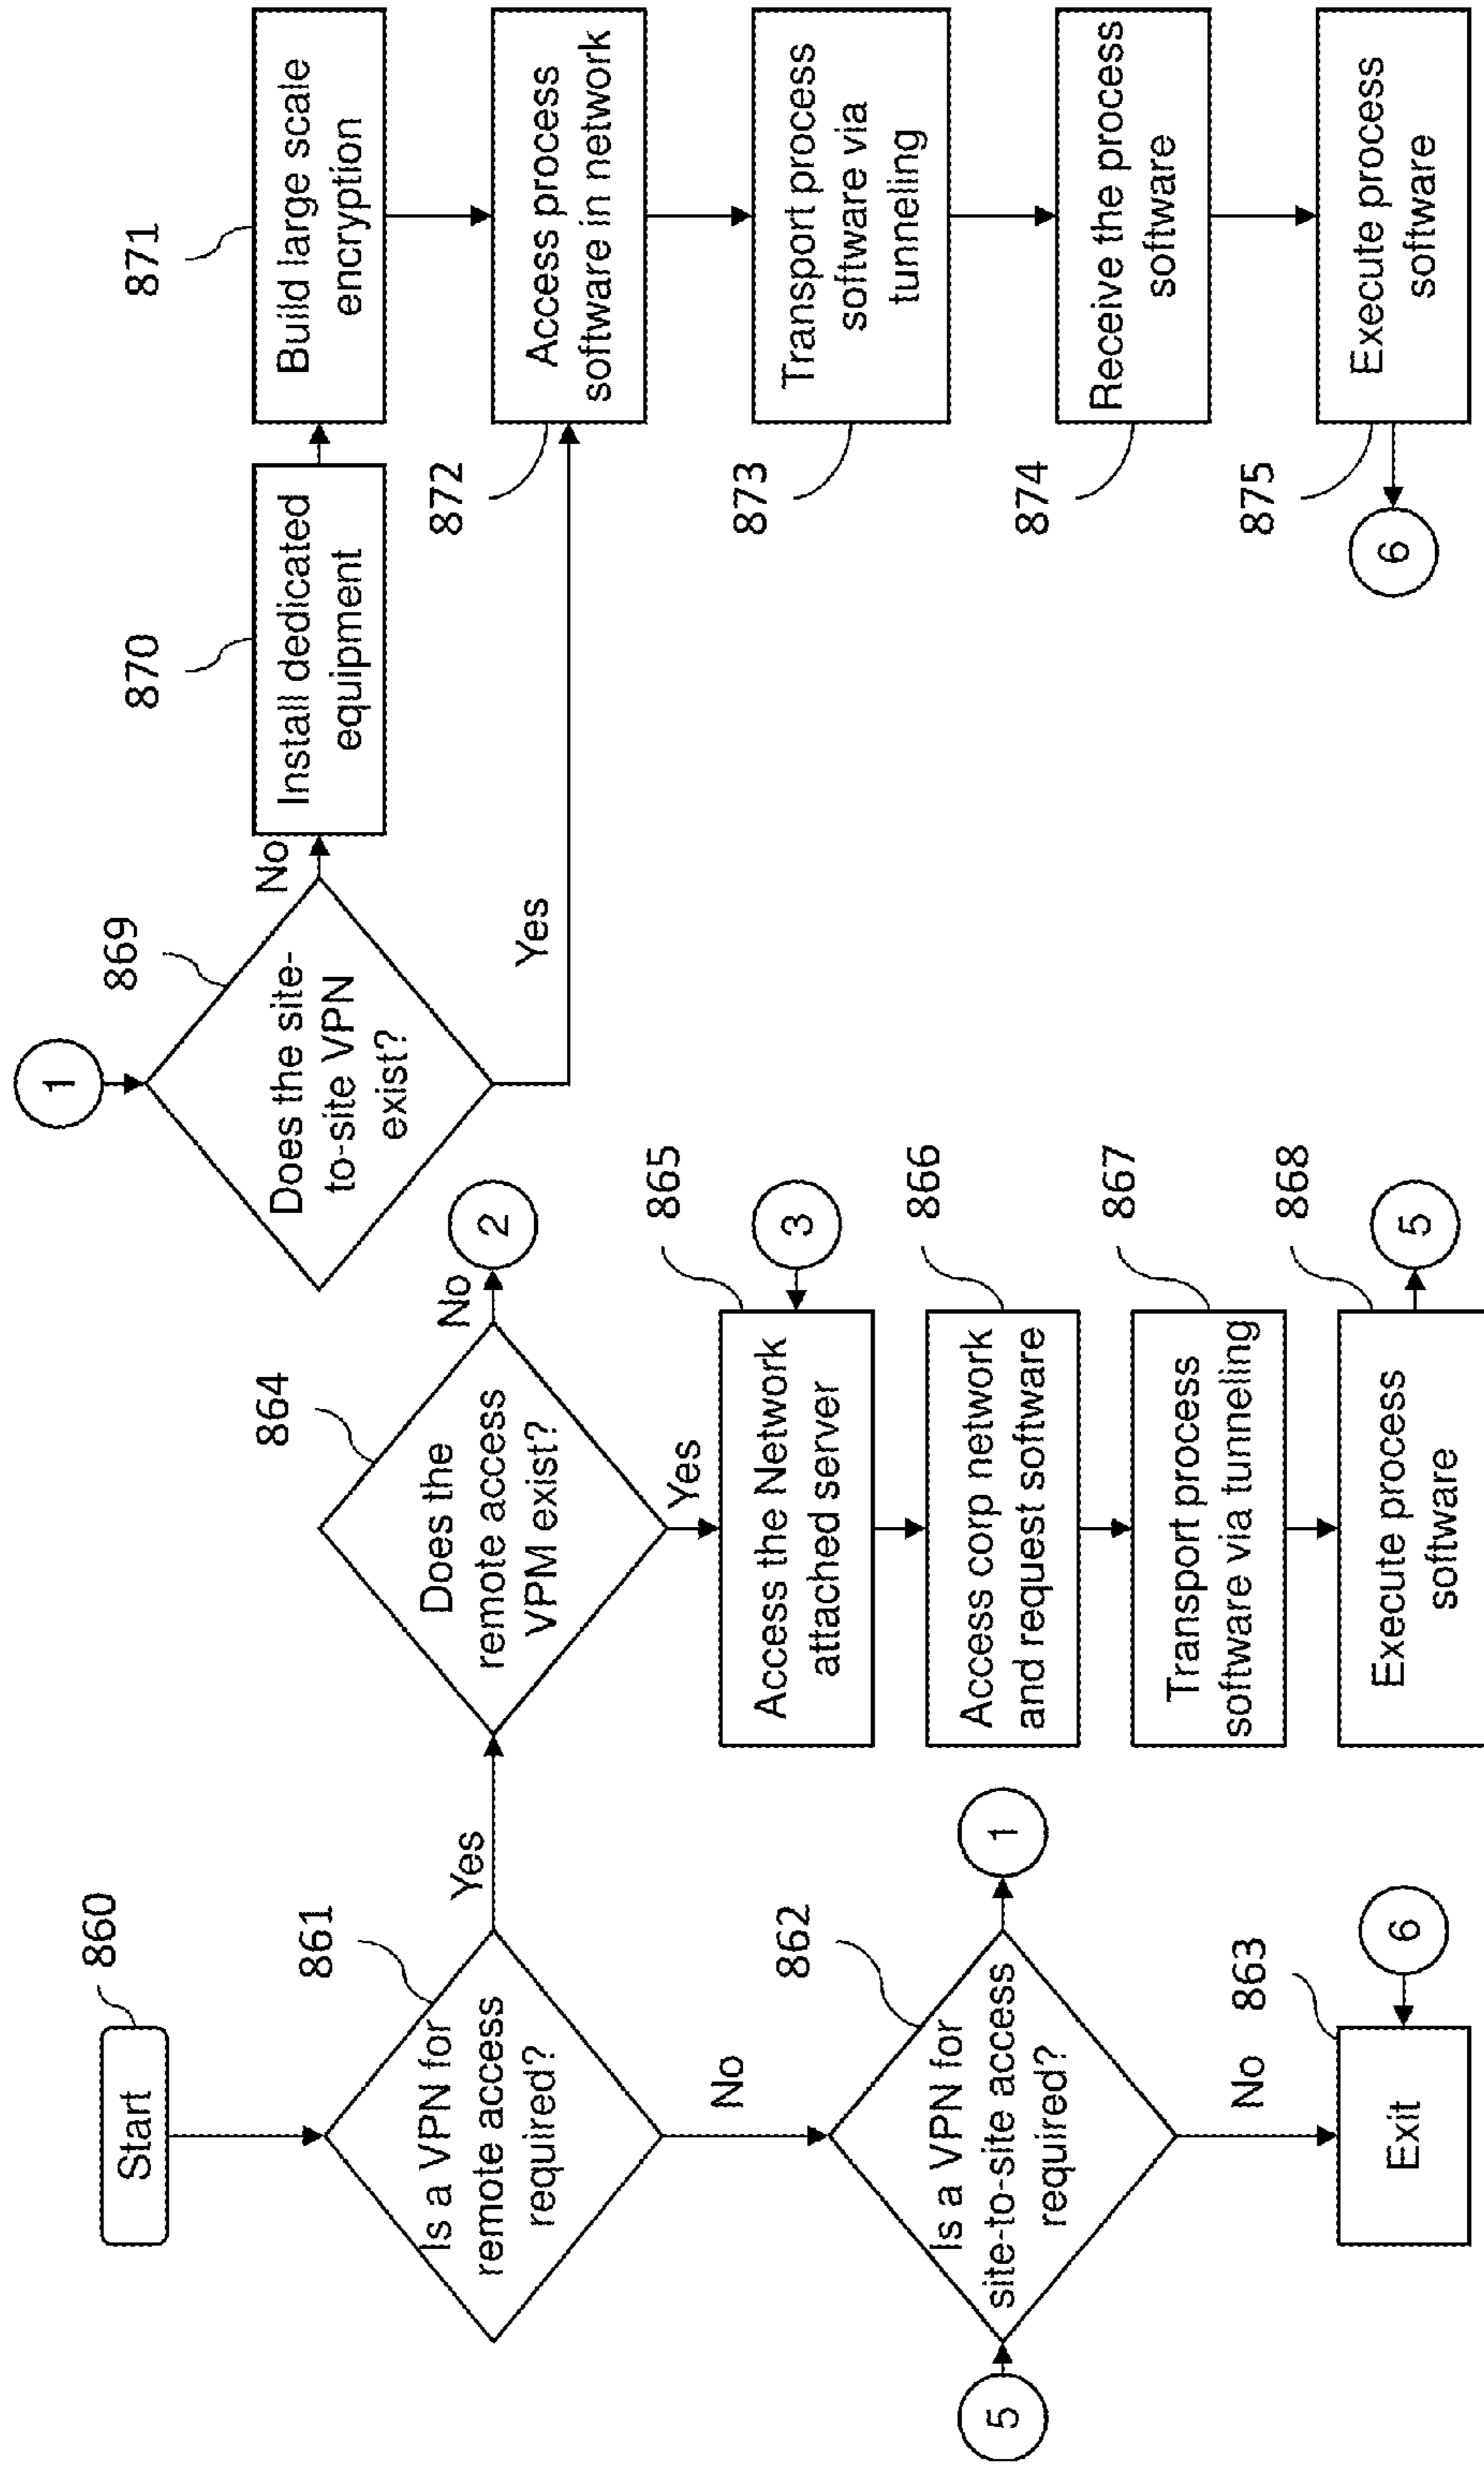 860
Start
861
Is a VPN for
remote access
required?
Yes
No
862
5
Is a VPN for
site-to-site access
required?
1
No
863
Exit
6
864
Does the
remote access
VPM exist?
No
2
Yes
865
Access the Network
attached server
3
866
Access corp network
and request software
867
Transport process
software via tunneling
868
Execute process
software
5
1
869
Does the site-
to-site VPN
exist?
No
Yes
870
Install dedicated
equipment
871
Build large scale
encryption
872
Access process
software in network
873
Transport process
software via
tunneling
874
Receive the process
software
875
Execute process
software
6